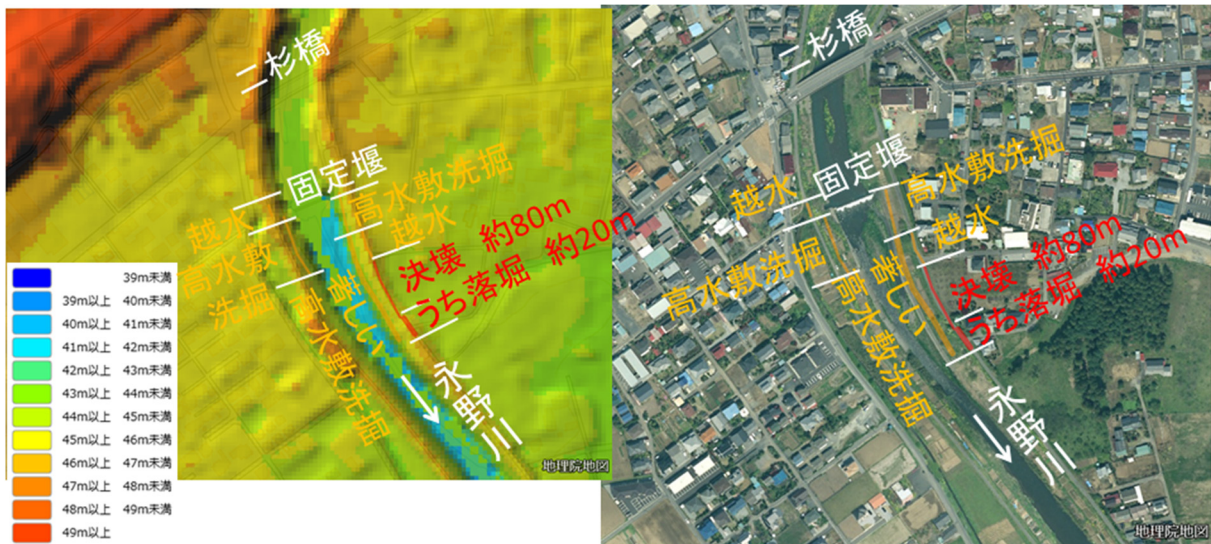 二杉橋
固定堰
越水
高水敷洗掘
越水
高水敷
洗掘
著しい
高水敷洗掘
決壊 約80m
うち落堀 約20m
永野川
地理院地図
39m未満
39m以上 40m未満
40m以上 41m未満
41m以上 42m未満
42m以上 43m未満
43m以上 44m未満
44m以上 45m未満
45m以上 46m未満
46m以上 47m未満
47m以上 48m未満
48m以上 49m未満
49m以上
二杉橋
固定堰
越水
高水敷洗掘
越水
高水敷洗掘
著しい
高水敷洗掘
決壊 約80m
うち落堀 約20m
永野川
地理院地図